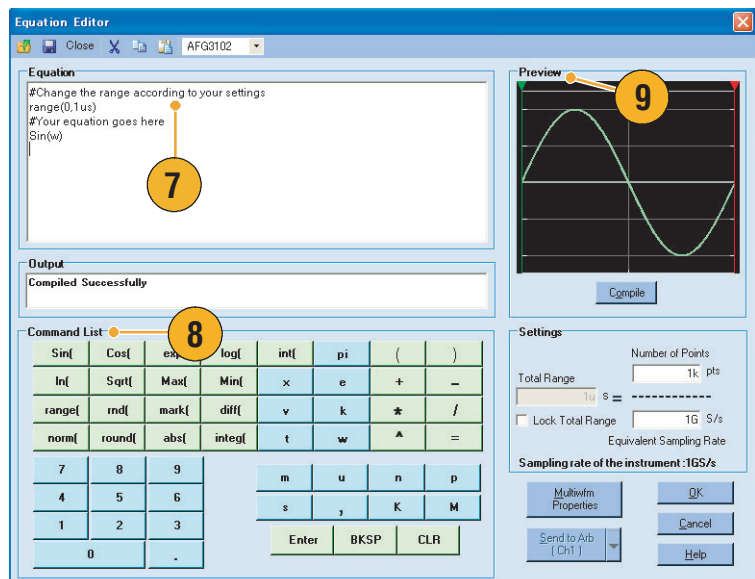 Equation Editor
Close AFG3102
Equation
#Change the range according to your settings
range(0,1us)
#Your equation goes here
Sin(w)
7
Preview
9
Compile
Output
Compiled Successfully
Command List
8
Sin( Cos( log( int( pi ( )
ln( Sqrt( Max( Min( x e + -
range( rnd( mark( diff( v k * /
norm( round( abs( integ( t w ^ =
7 8 9 m u n p
4 5 6 s , K M
1 2 3 Enter BKSP CLR
0 .
Settings
Number of Points
1k pts
Total Range
1u s = ------------
Lock Total Range 1G S/s
Equivalent Sampling Rate
Sampling rate of the instrument :1GS/s
Multiwfm
Properties
OK
Cancel
Send to Arb
(Ch1)
Help